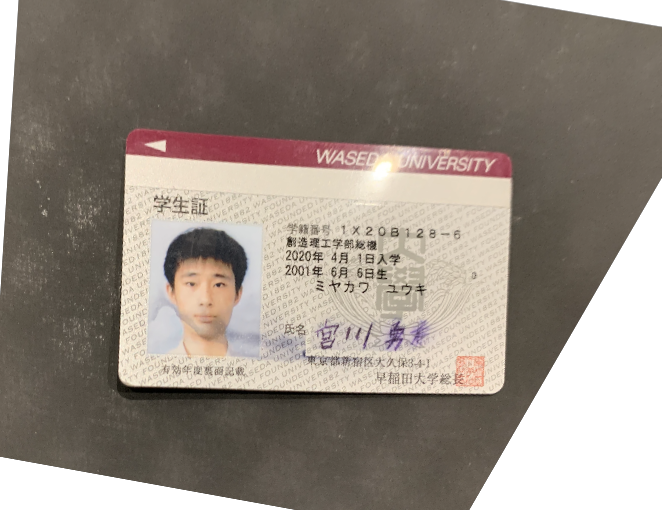 WASEDA UNIVERSITY
学生証
学籍番号 1X20B128-6
創造理工学部総機
2020年 4月 1日入学
2001年 6月 6日生
3
ミヤカワ ユウキ
氏名 宮川 勇
東京都新宿区大久保3-4-1
有効年度裏面記載
早稲田大学総長